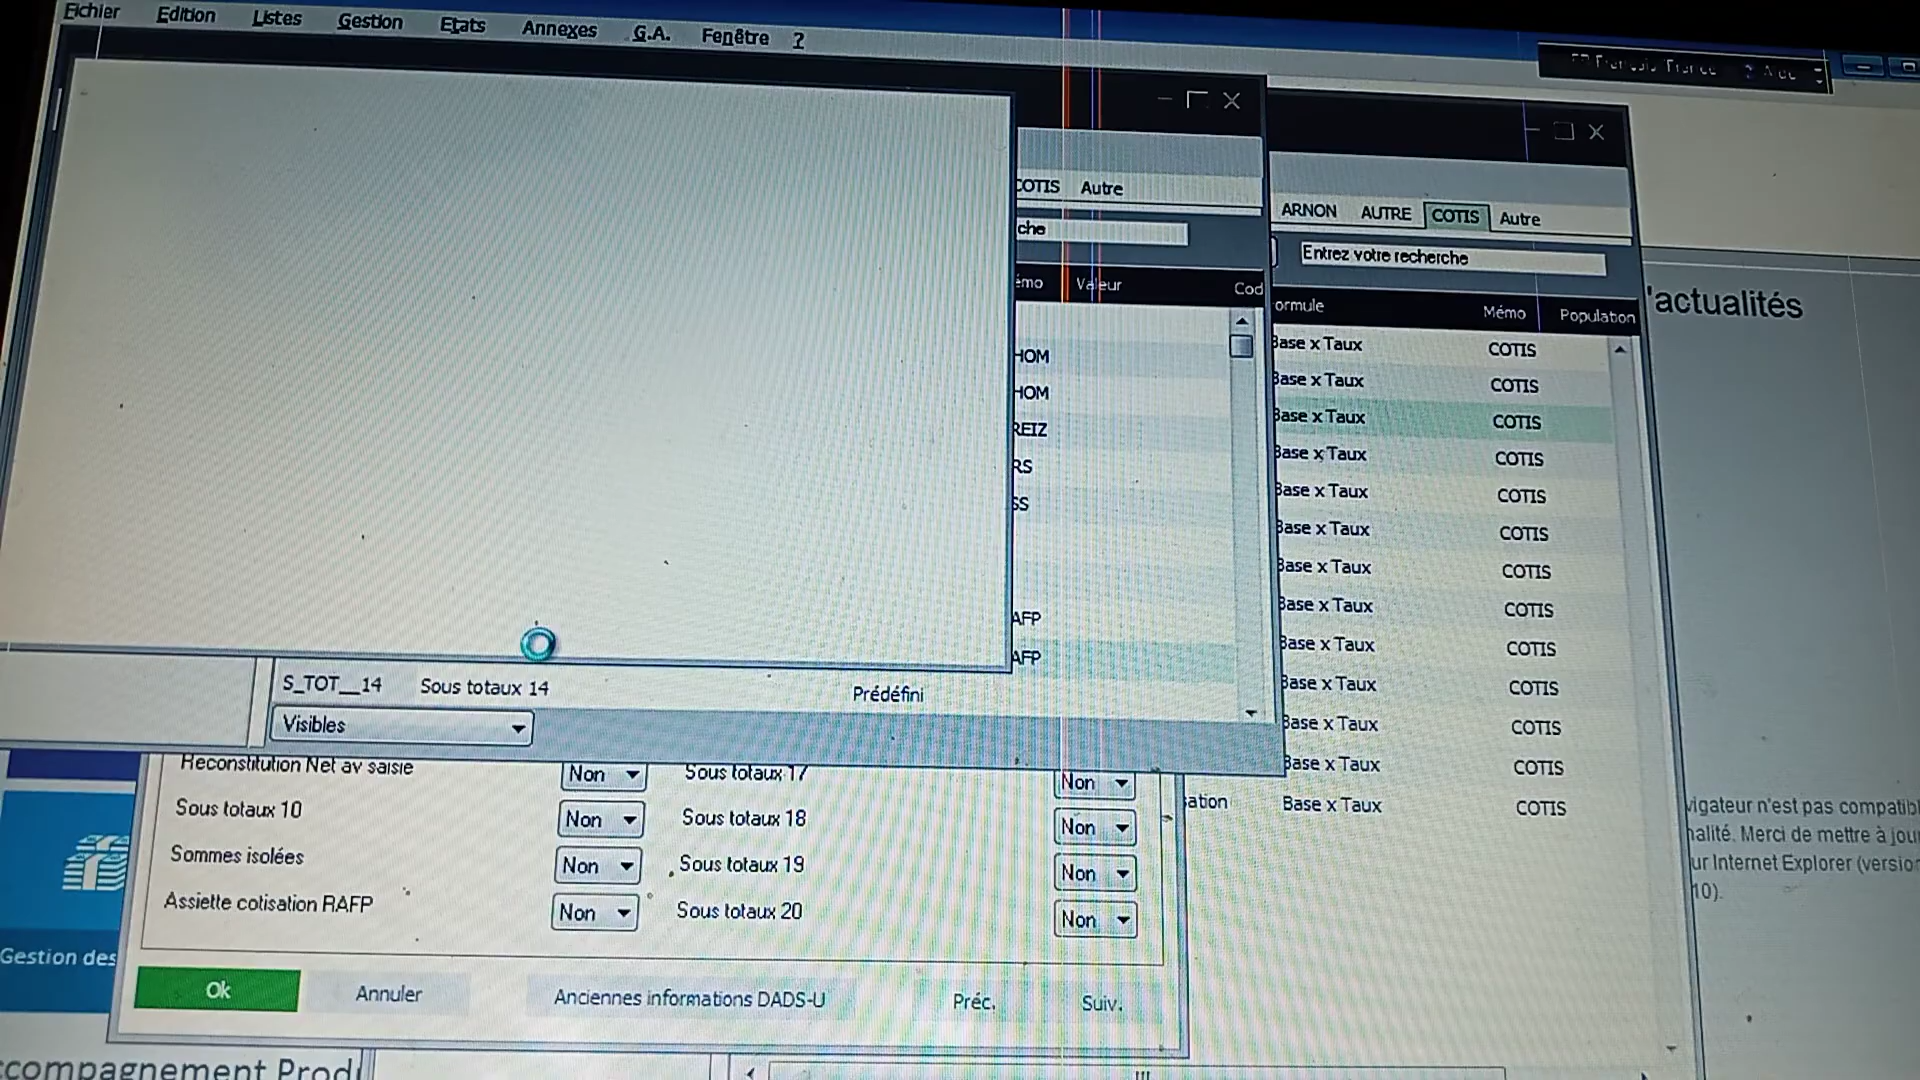 Fichier Edition Listes Gestion Etats Annexes G.A. Fenêtre ?
COTIS Autre
che
émo Valeur Cod
HOM
HOM
REIZ
RS
SS
AFP
AFP
S_TOT__14 Sous totaux 14 Prédéfini
Visibles
ARNON AUTRE COTIS Autre
Entrez votre recherche
ormule Mémo Population
Base x Taux COTIS
Base x Taux COTIS
Base x Taux COTIS
Base x Taux COTIS
Base x Taux COTIS
Base x Taux COTIS
Base x Taux COTIS
Base x Taux COTIS
Base x Taux COTIS
Base x Taux COTIS
Base x Taux COTIS
Base x Taux COTIS
sation Base x Taux COTIS
Reconstitution Net av saisie Non Sous totaux 17 Non
Sous totaux 10 Non Sous totaux 18 Non
Sommes isolées Non Sous totaux 19 Non
Assiette cotisation RAFP Non Sous totaux 20 Non
Ok Annuler Anciennes informations DADS-U Préc. Suiv.
'actualités
vigateur n'est pas compatibl
nalité. Merci de mettre à jour
ur Internet Explorer (version
10).
Gestion des
ccompagnement Prod